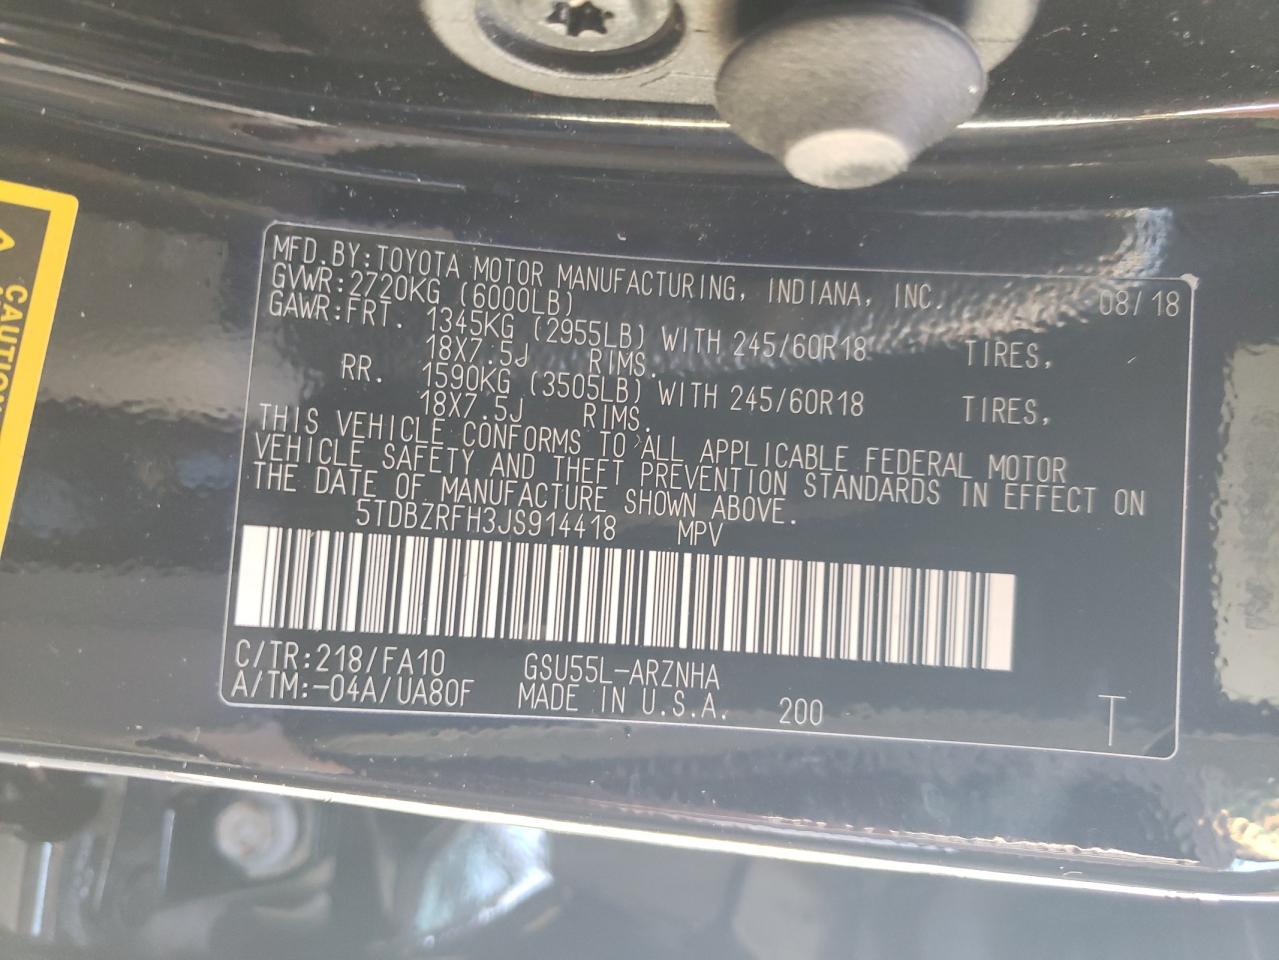 MFD.BY:TOYOTA MOTOR MANUFACTURING, INDIANA, INC. 08/18
GVWR:2720KG (6000LB)
GAWR:FRT. 1345KG (2955LB) WITH 245/60R18 TIRES,
18X7.5J RIMS.
RR. 1590KG (3505LB) WITH 245/60R18 TIRES,
18X7.5J RIMS.
THIS VEHICLE CONFORMS TO ALL APPLICABLE FEDERAL MOTOR
VEHICLE SAFETY AND THEFT PREVENTION STANDARDS IN EFFECT ON
THE DATE OF MANUFACTURE SHOWN ABOVE.
5TDBZRFH3JS914418 MPV
C/TR:218/FA10 GSU55L-ARZNHA
A/TM:-04A/UA80F MADE IN U.S.A. 200 T
CAUTION